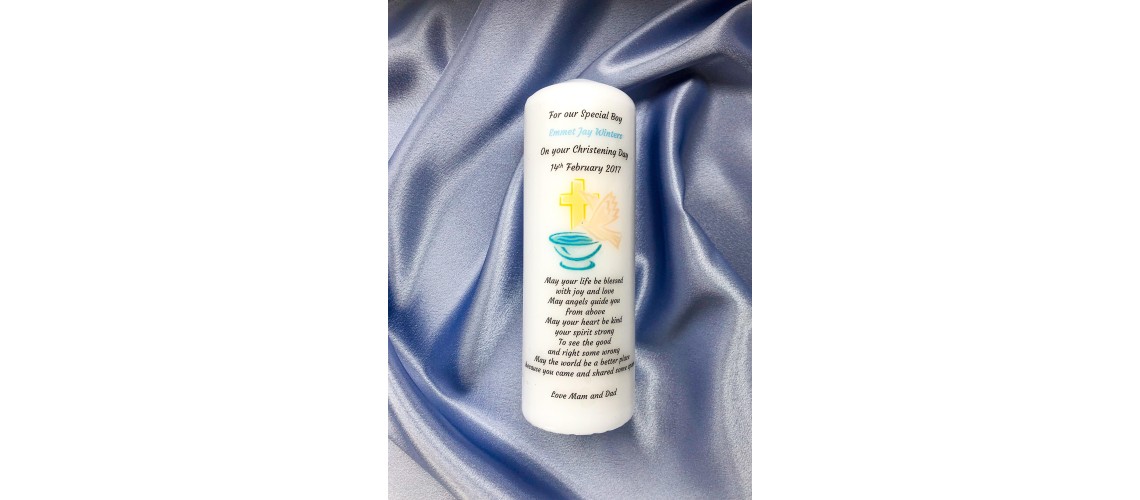 For our Special Boy
Emmet Jay Winters
On your Christening Day
14th February 2017
May your life be blessed
with joy and love
May angels guide you
from above
May your heart be kind
your spirit strong
To see the good
and right some wrong
May the world be a better place
because you came and shared some
Love Mam and Dad